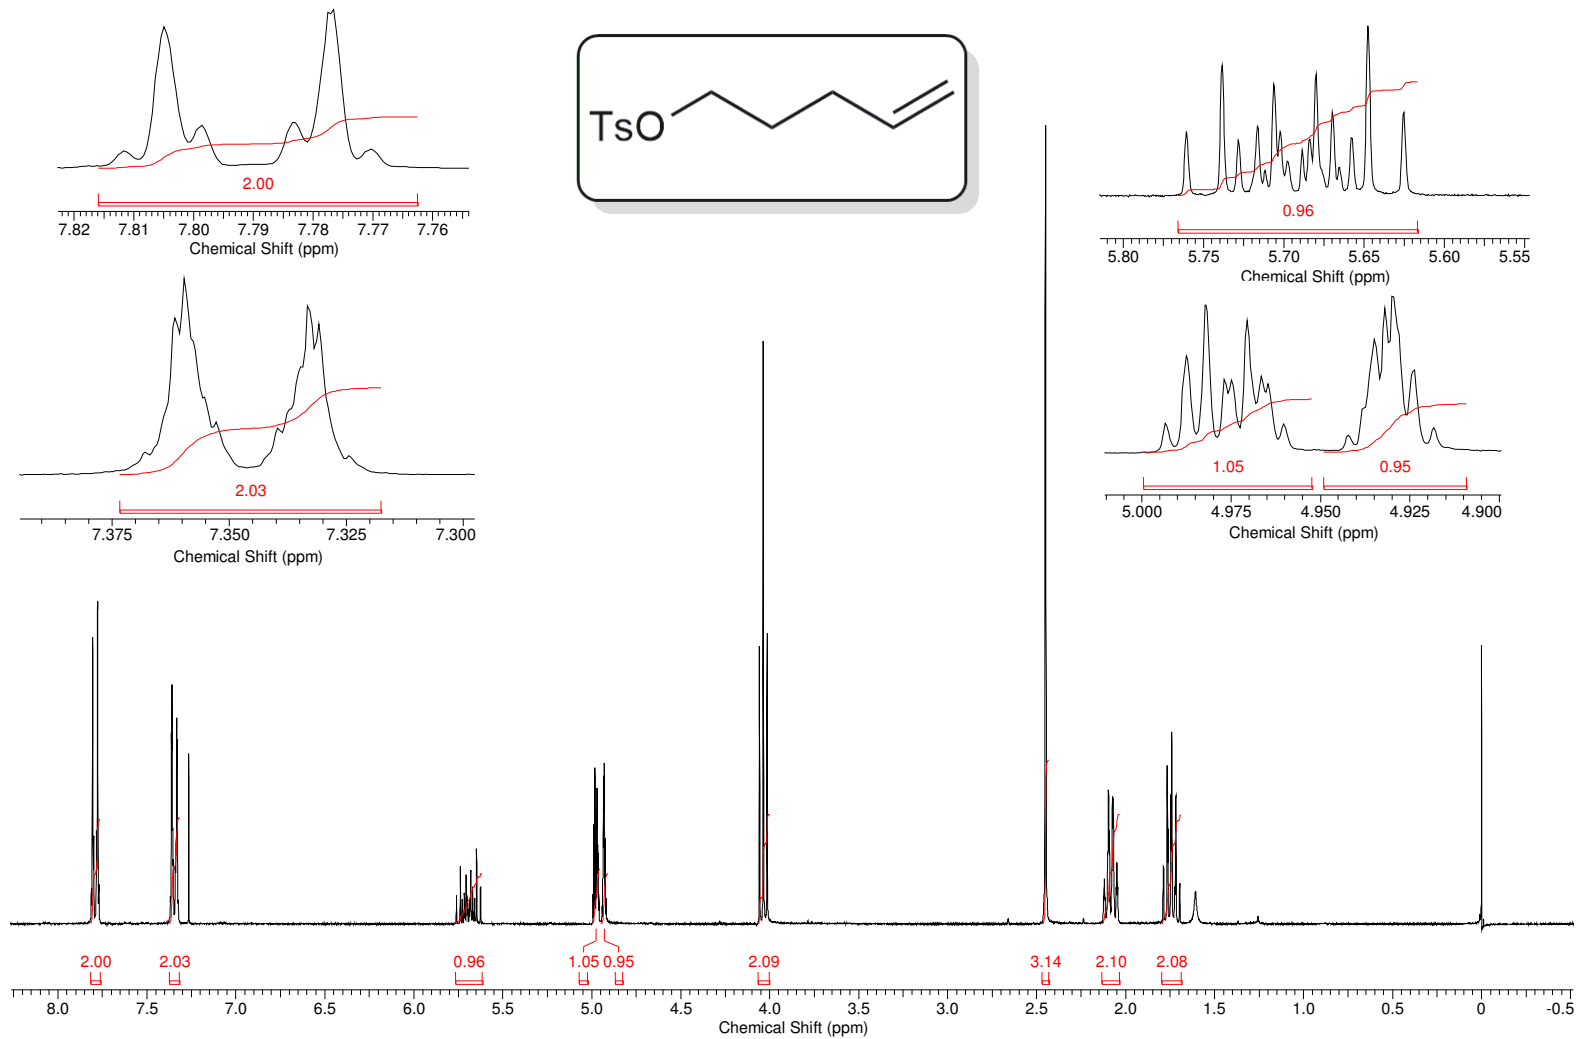 2.00
7.82 7.81 7.80 7.79 7.78 7.77 7.76
Chemical Shift (ppm)
TsO
0.96
5.80 5.75 5.70 5.65 5.60 5.55
Chemical Shift (ppm)
2.03
7.375 7.350 7.325 7.300
Chemical Shift (ppm)
1.05 0.95
5.000 4.975 4.950 4.925 4.900
Chemical Shift (ppm)
2.00 2.03 0.96 1.05 0.95 2.09 3.14 2.10 2.08
8.0 7.5 7.0 6.5 6.0 5.5 5.0 4.5 4.0 3.5 3.0 2.5 2.0 1.5 1.0 0.5 0 -0.5
Chemical Shift (ppm)